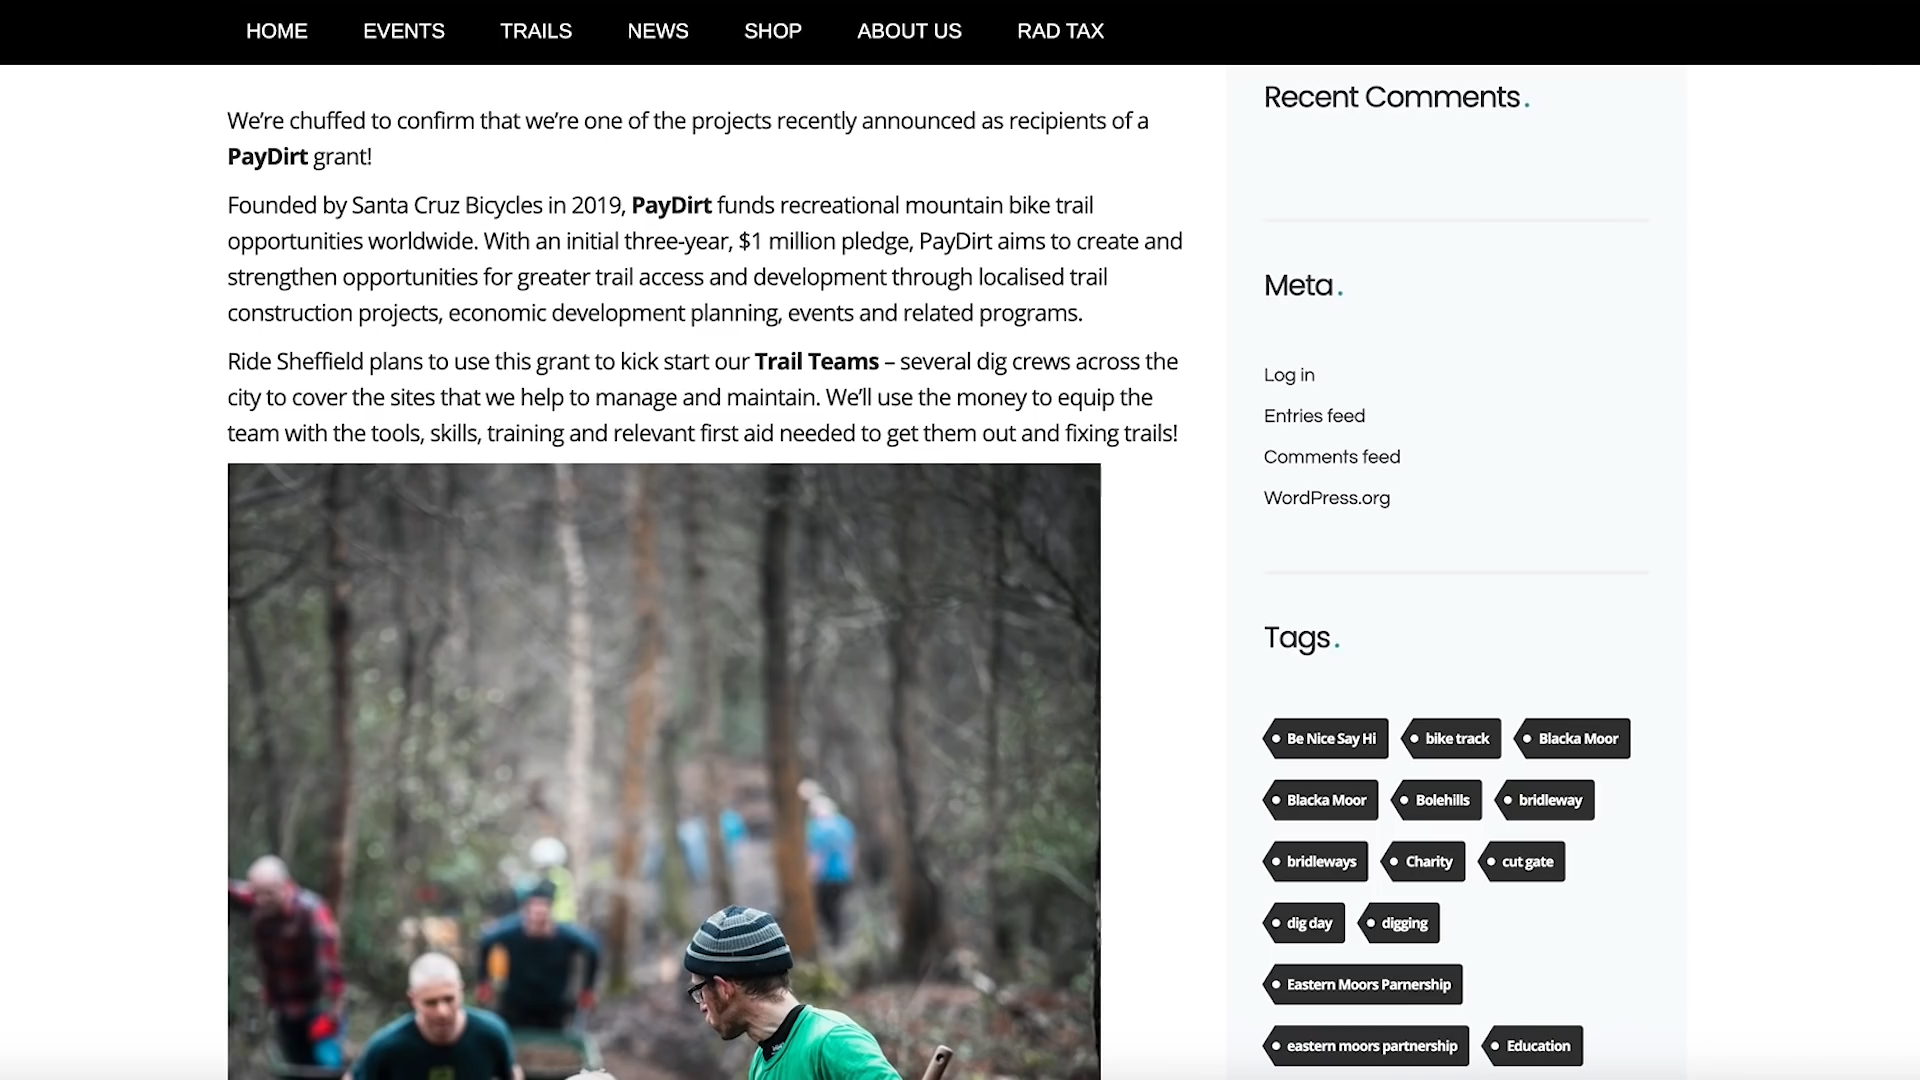 HOME EVENTS TRAILS NEWS SHOP ABOUT US RAD TAX
We’re chuffed to confirm that we’re one of the projects recently announced as recipients of a
PayDirt grant!
Founded by Santa Cruz Bicycles in 2019, PayDirt funds recreational mountain bike trail
opportunities worldwide. With an initial three-year, $1 million pledge, PayDirt aims to create and
strengthen opportunities for greater trail access and development through localised trail
construction projects, economic development planning, events and related programs.
Ride Sheffield plans to use this grant to kick start our Trail Teams – several dig crews across the
city to cover the sites that we help to manage and maintain. We’ll use the money to equip the
team with the tools, skills, training and relevant first aid needed to get them out and fixing trails!
Recent Comments.
Meta.
Log in
Entries feed
Comments feed
WordPress.org
Tags.
Be Nice Say Hi bike track Blacka Moor
Blacka Moor Bolehills bridleway
bridleways Charity cut gate
dig day digging
Eastern Moors Parnership
eastern moors partnership Education